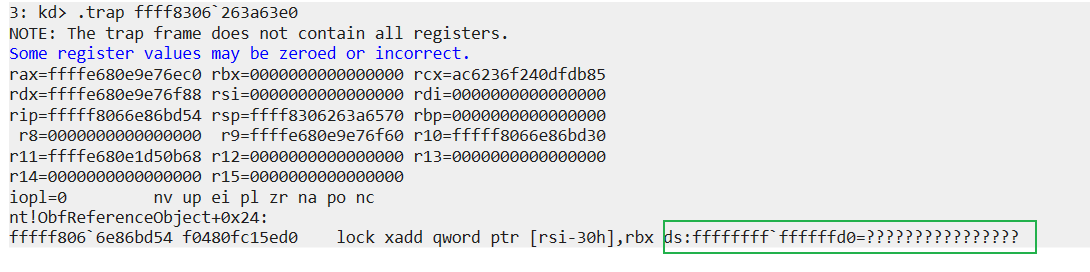 3: kd> .trap ffff8306`263a63e0
NOTE: The trap frame does not contain all registers.
Some register values may be zeroed or incorrect.
rax=ffffe680e9e76ec0 rbx=0000000000000000 rcx=ac6236f240dfdb85
rdx=ffffe680e9e76f88 rsi=0000000000000000 rdi=0000000000000000
rip=fffff8066e86bd54 rsp=ffff8306263a6570 rbp=0000000000000000
r8=0000000000000000 r9=ffffe680e9e76f60 r10=fffff8066e86bd30
r11=ffffe680e1d50b68 r12=0000000000000000 r13=0000000000000000
r14=0000000000000000 r15=0000000000000000
iopl=0 nv up ei pl zr na po nc
nt!ObfReferenceObject+0x24:
fffff806`6e86bd54 f0480fc15ed0 lock xadd qword ptr [rsi-30h],rbx ds:ffffffff`ffffffd0=????????????????